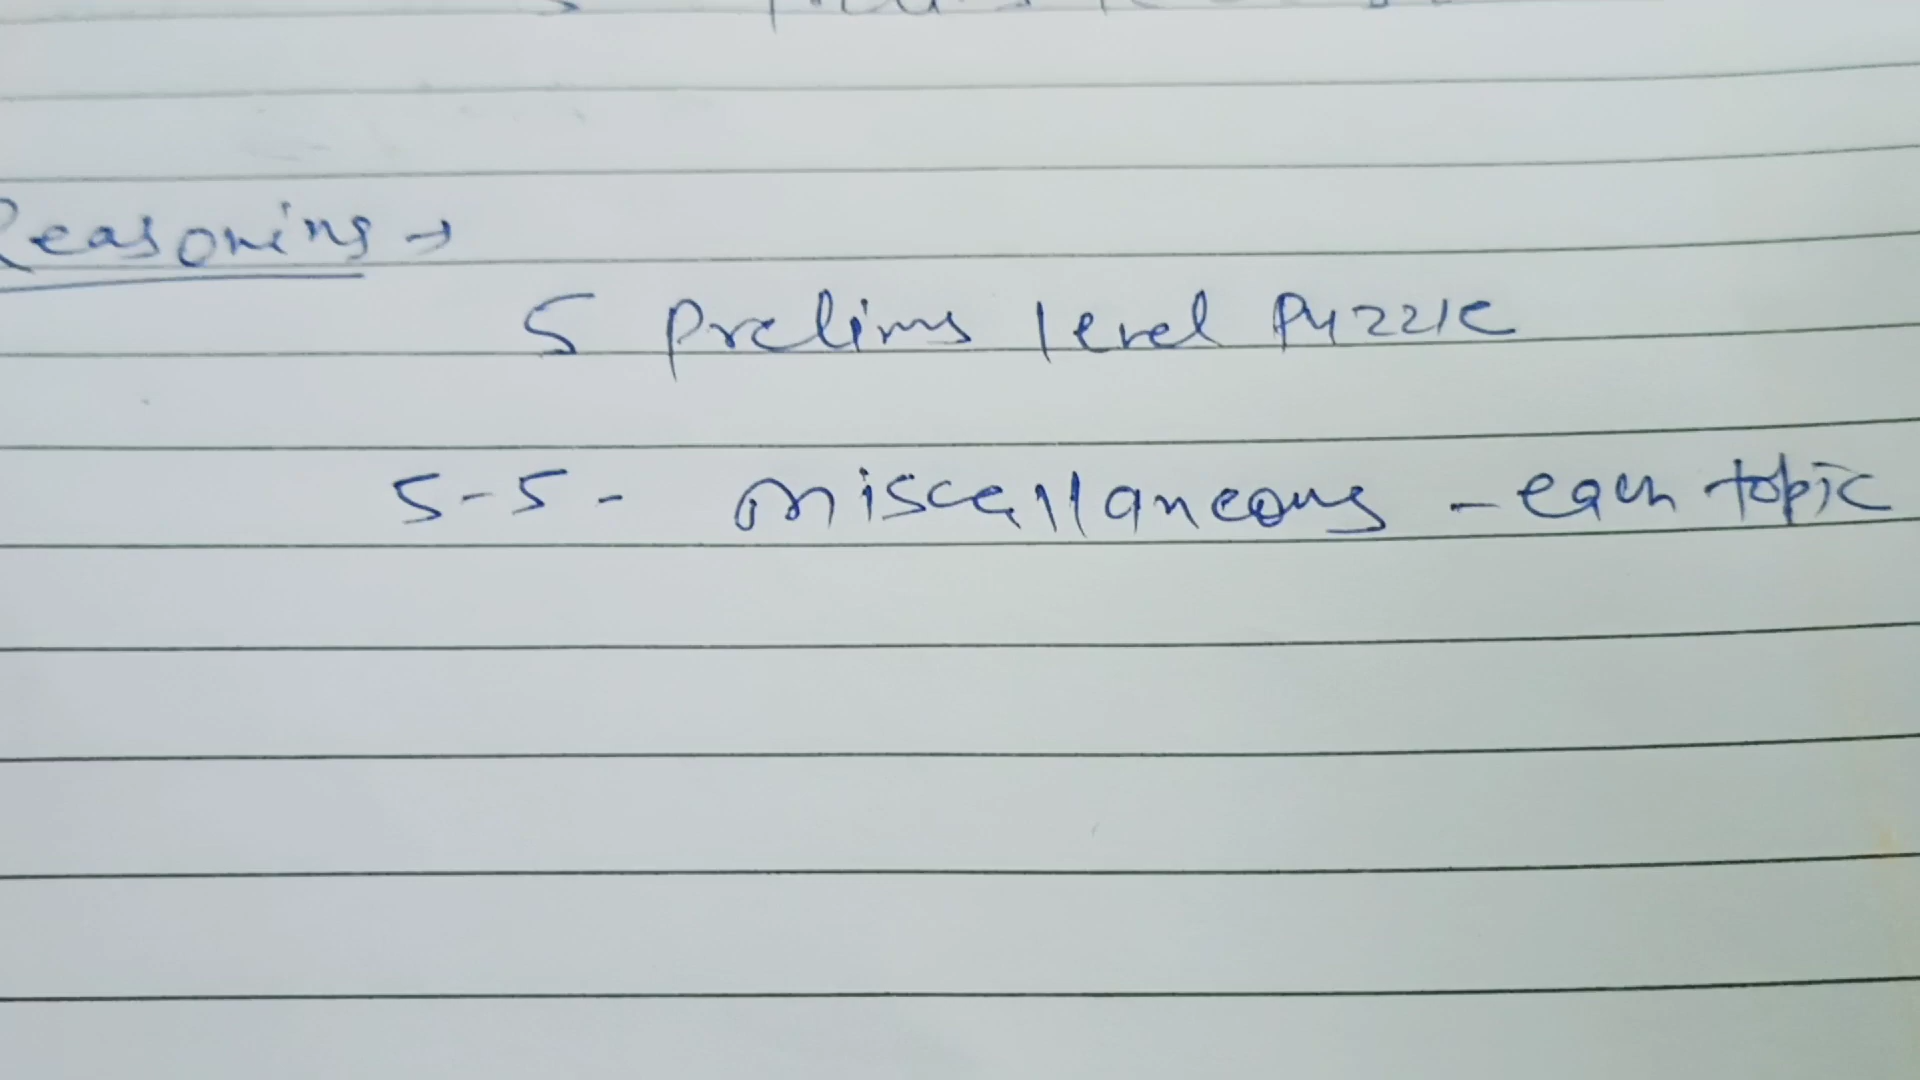 Reasoning →
5 Prelims level Puzzle
5-5- miscellaneous - each topic